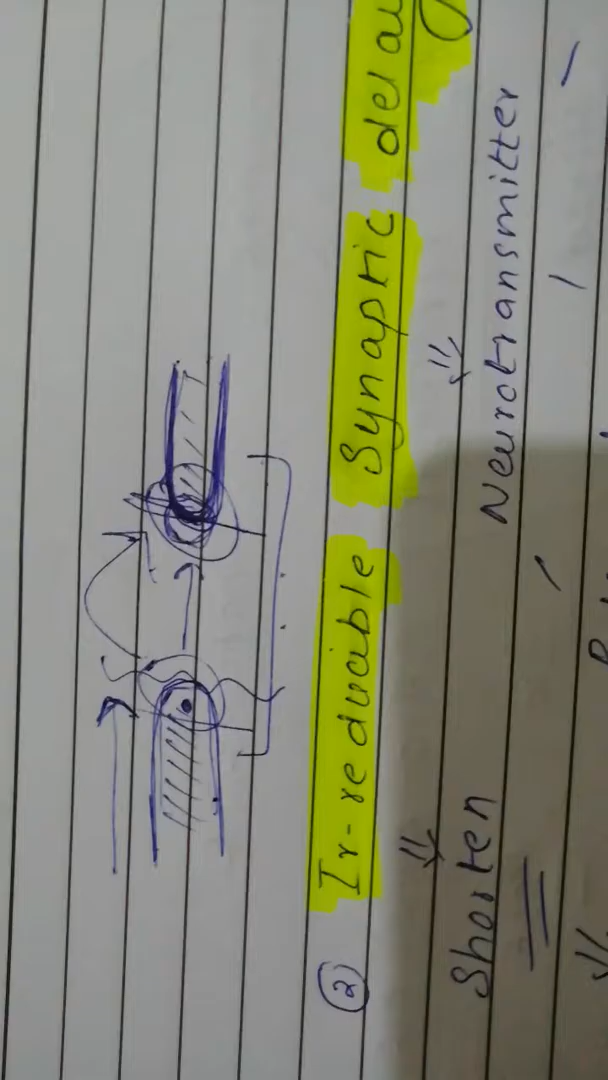 ② Ir-reducible Synaptic delay
Shorten Neurotransmitter